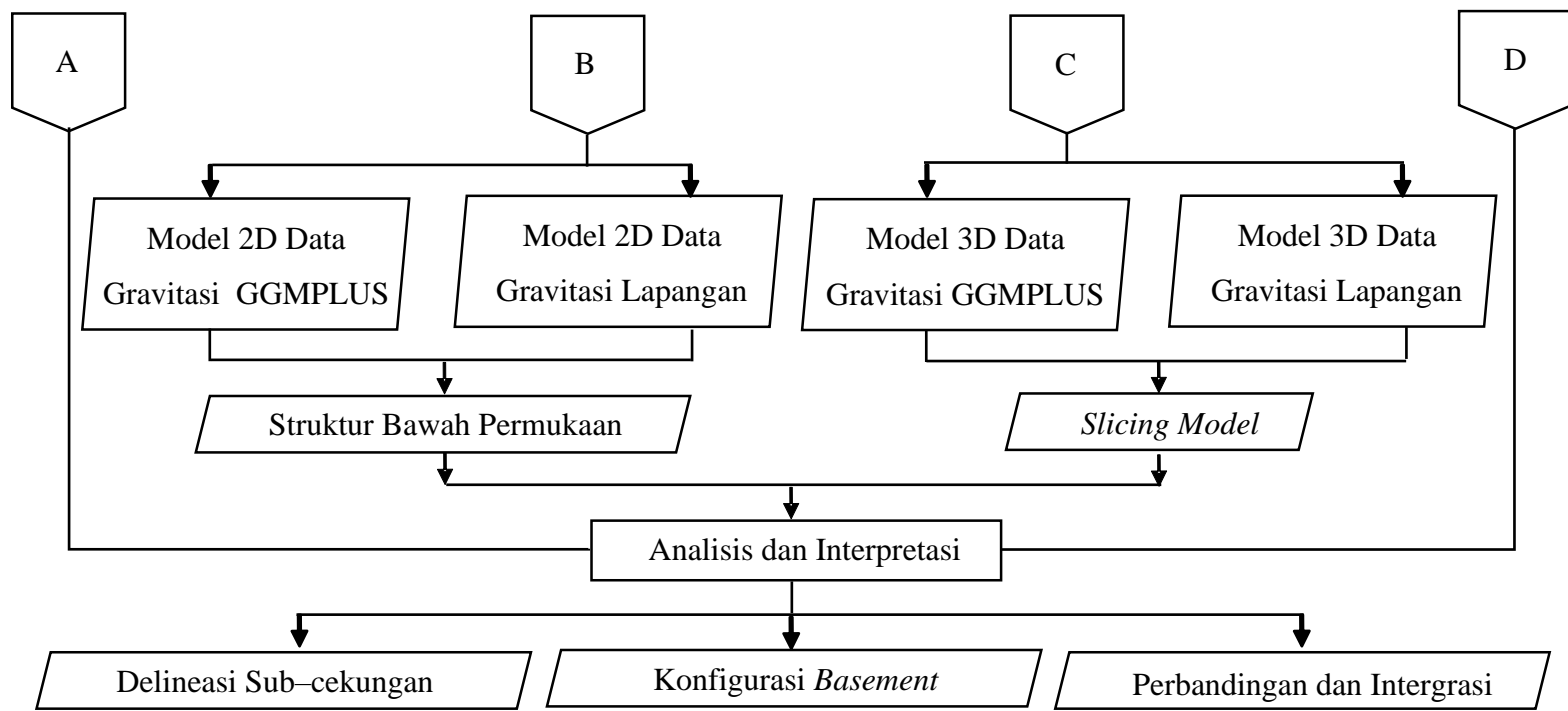 A
B
C
D
Model 2D Data
Gravitasi GGMPLUS
Model 2D Data
Gravitasi Lapangan
Model 3D Data
Gravitasi GGMPLUS
Model 3D Data
Gravitasi Lapangan
Struktur Bawah Permukaan
Slicing Model
Analisis dan Interpretasi
Delineasi Sub–cekungan
Konfigurasi Basement
Perbandingan dan Intergrasi